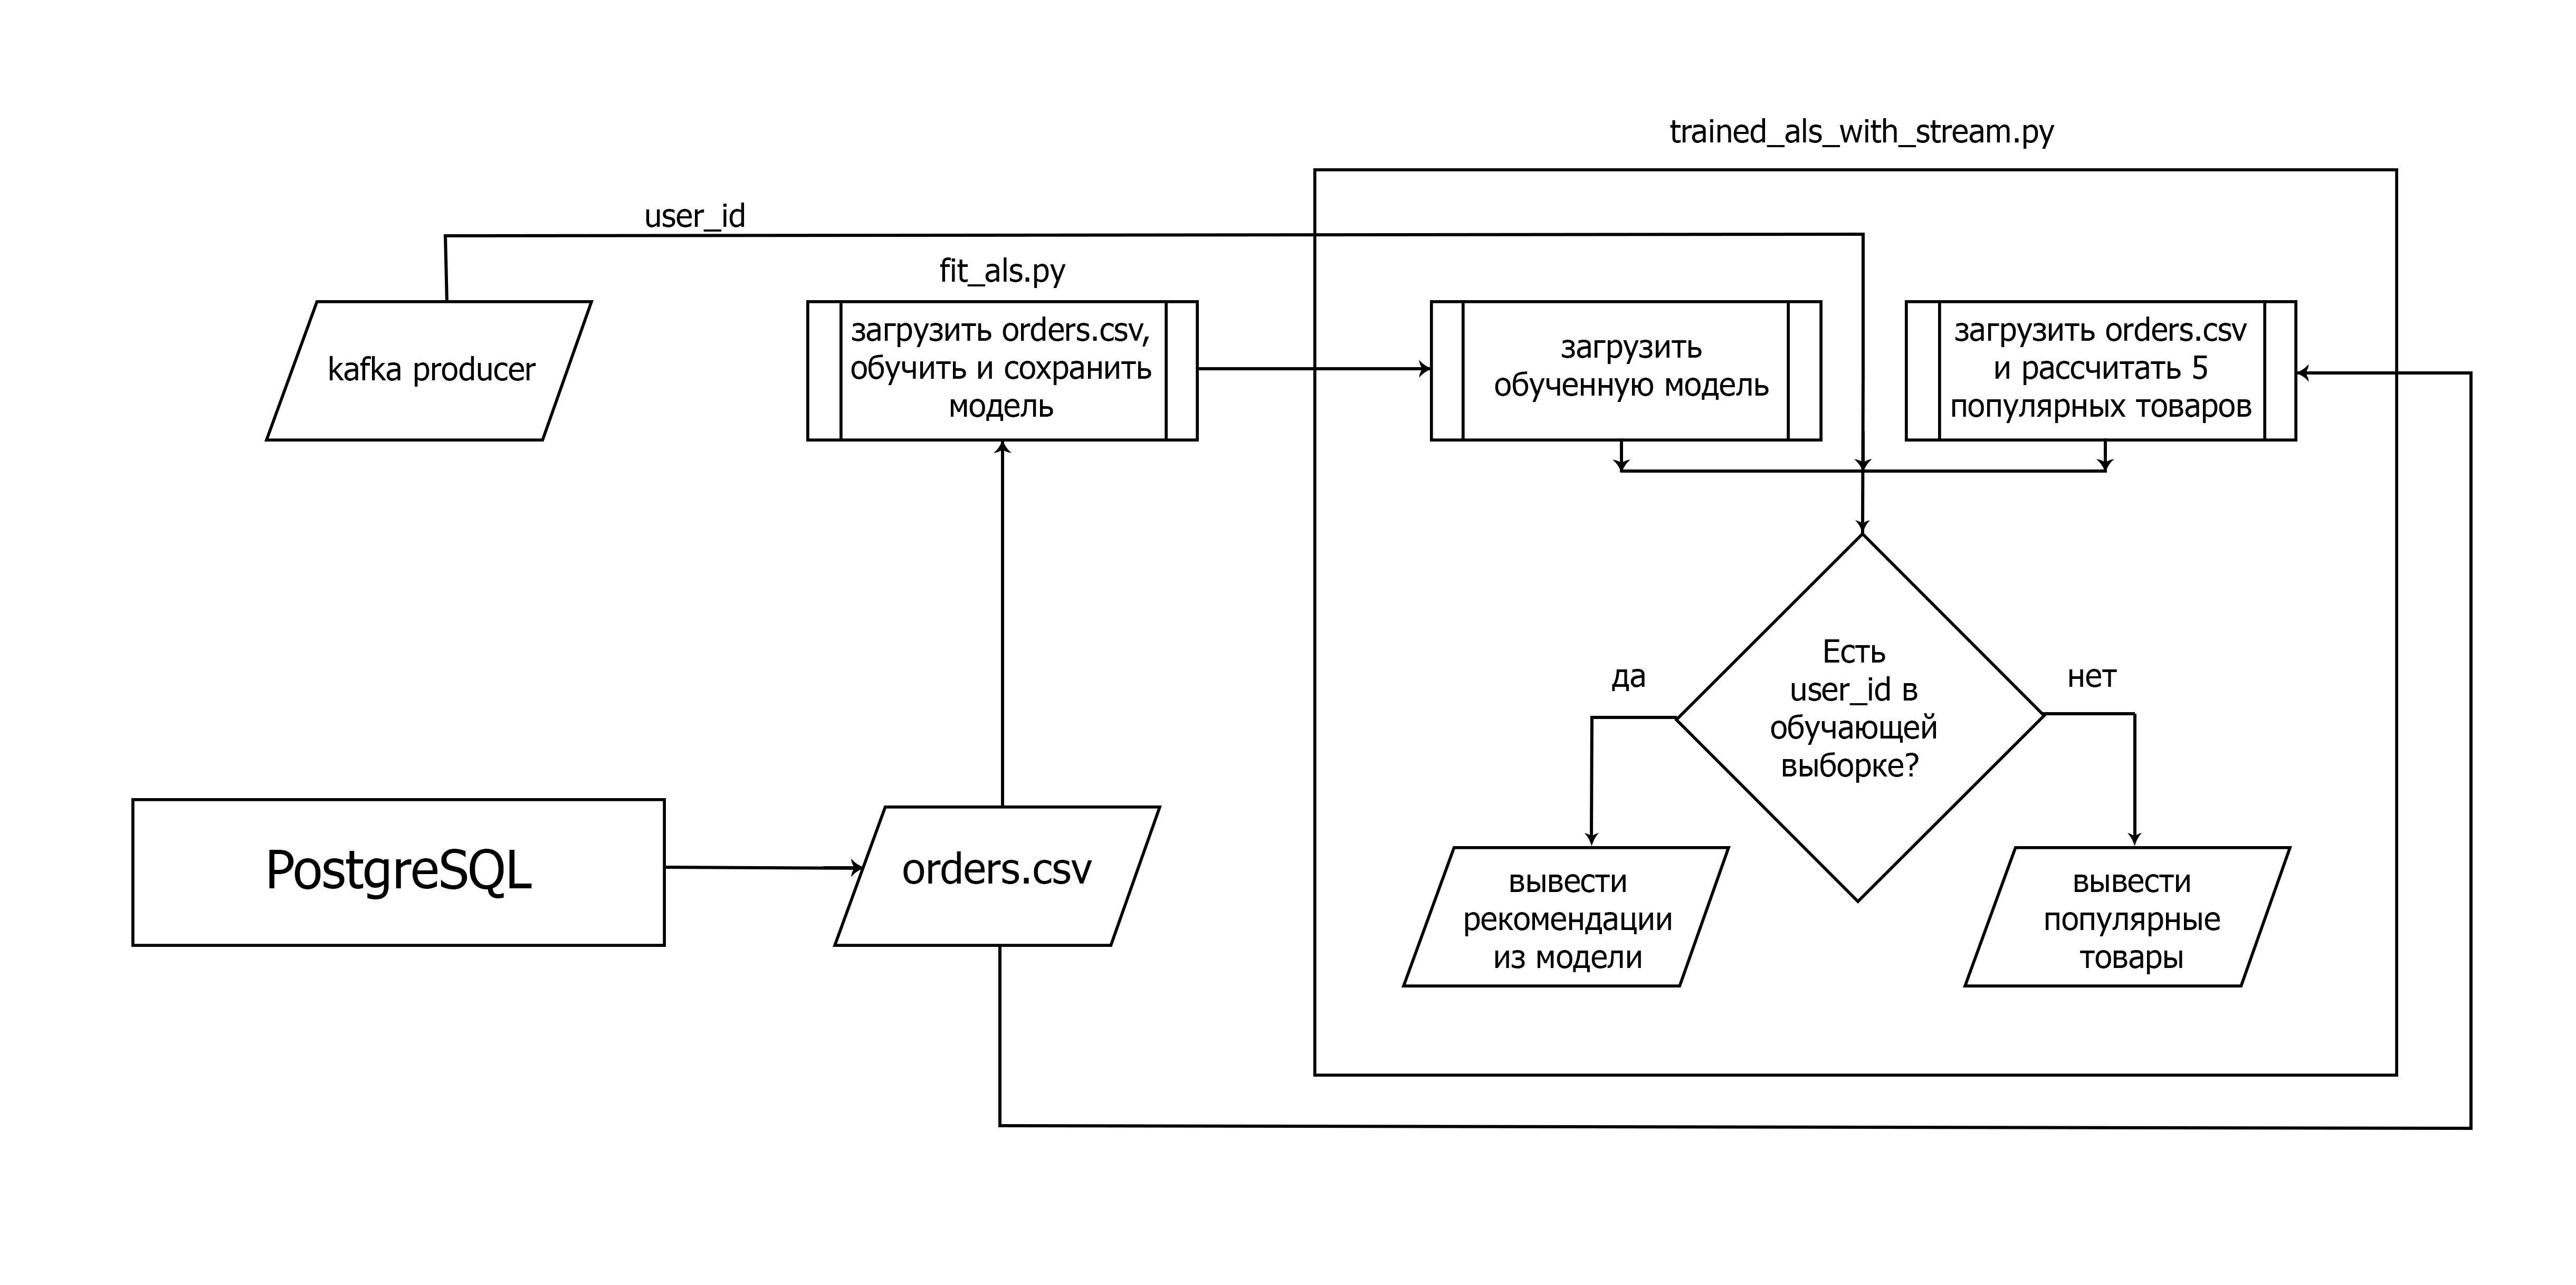 trained_als_with_stream.py
user_id
fit_als.py
kafka producer
загрузить orders.csv,
обучить и сохранить
модель
загрузить
обученную модель
загрузить orders.csv
и рассчитать 5
популярных товаров
Есть
user_id в
обучающей
выборке?
да
нет
PostgreSQL
orders.csv
вывести
рекомендации
из модели
вывести
популярные
товары